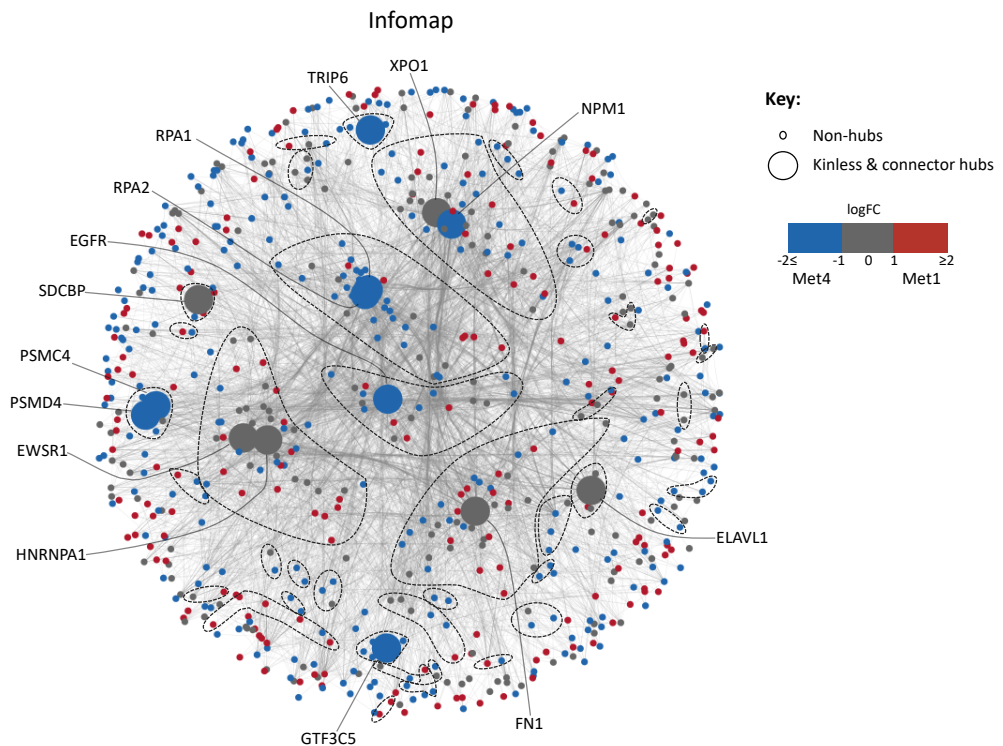 Infomap
XPO1
TRIP6
NPM1
RPA1
RPA2
EGFR
SDCBP
PSMC4
PSMD4
EWSR1
HNRNPA1
ELAVL1
FN1
GTF3C5
Key:
Non-hubs
Kinless & connector hubs
logFC
-2≤ -1 0 1 ≥2
Met4 Met1